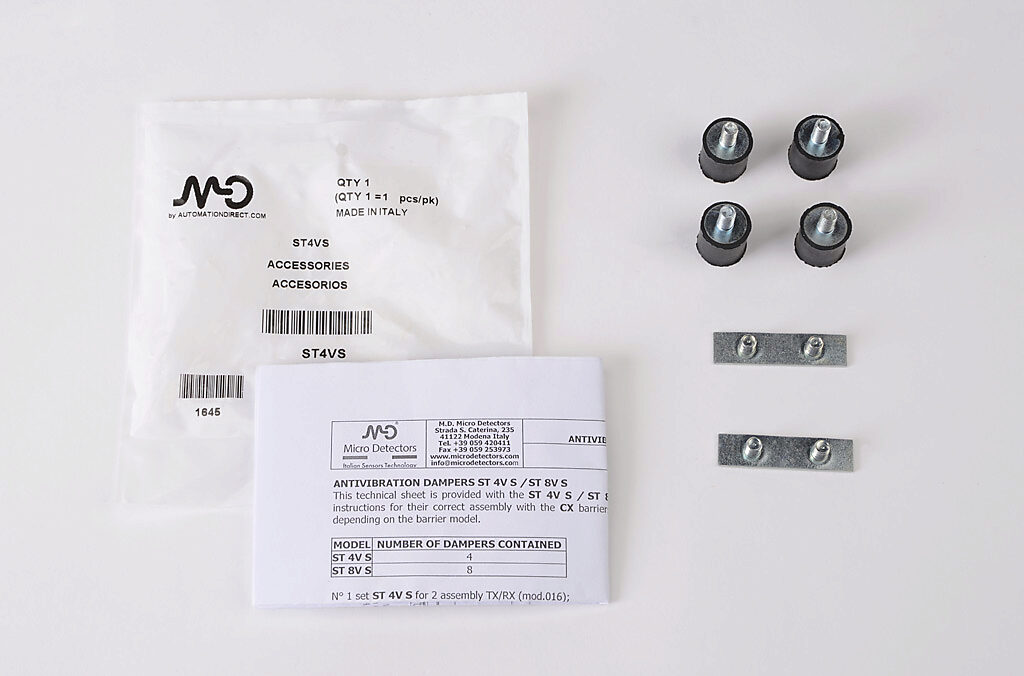 MD
by AUTOMATIONDIRECT.COM
QTY 1
(QTY 1 =1 pcs/pk)
MADE IN ITALY
ST4VS
ACCESSORIES
ACCESORIOS
ST4VS
1645
MD®
Micro Detectors
Italian Sensors Technology
M.D. Micro Detectors
Strada S. Caterina, 235
41122 Modena Italy
Tel. +39 059 420411
Fax +39 059 253973
www.microdetectors.com
info@microdetectors.com
ANTIVIB
ANTIVIBRATION DAMPERS ST 4V S / ST 8V S
This technical sheet is provided with the ST 4V S / ST 8
instructions for their correct assembly with the CX barrier
depending on the barrier model.
MODEL NUMBER OF DAMPERS CONTAINED
ST 4V S 4
ST 8V S 8
N° 1 set ST 4V S for 2 assembly TX/RX (mod.016);